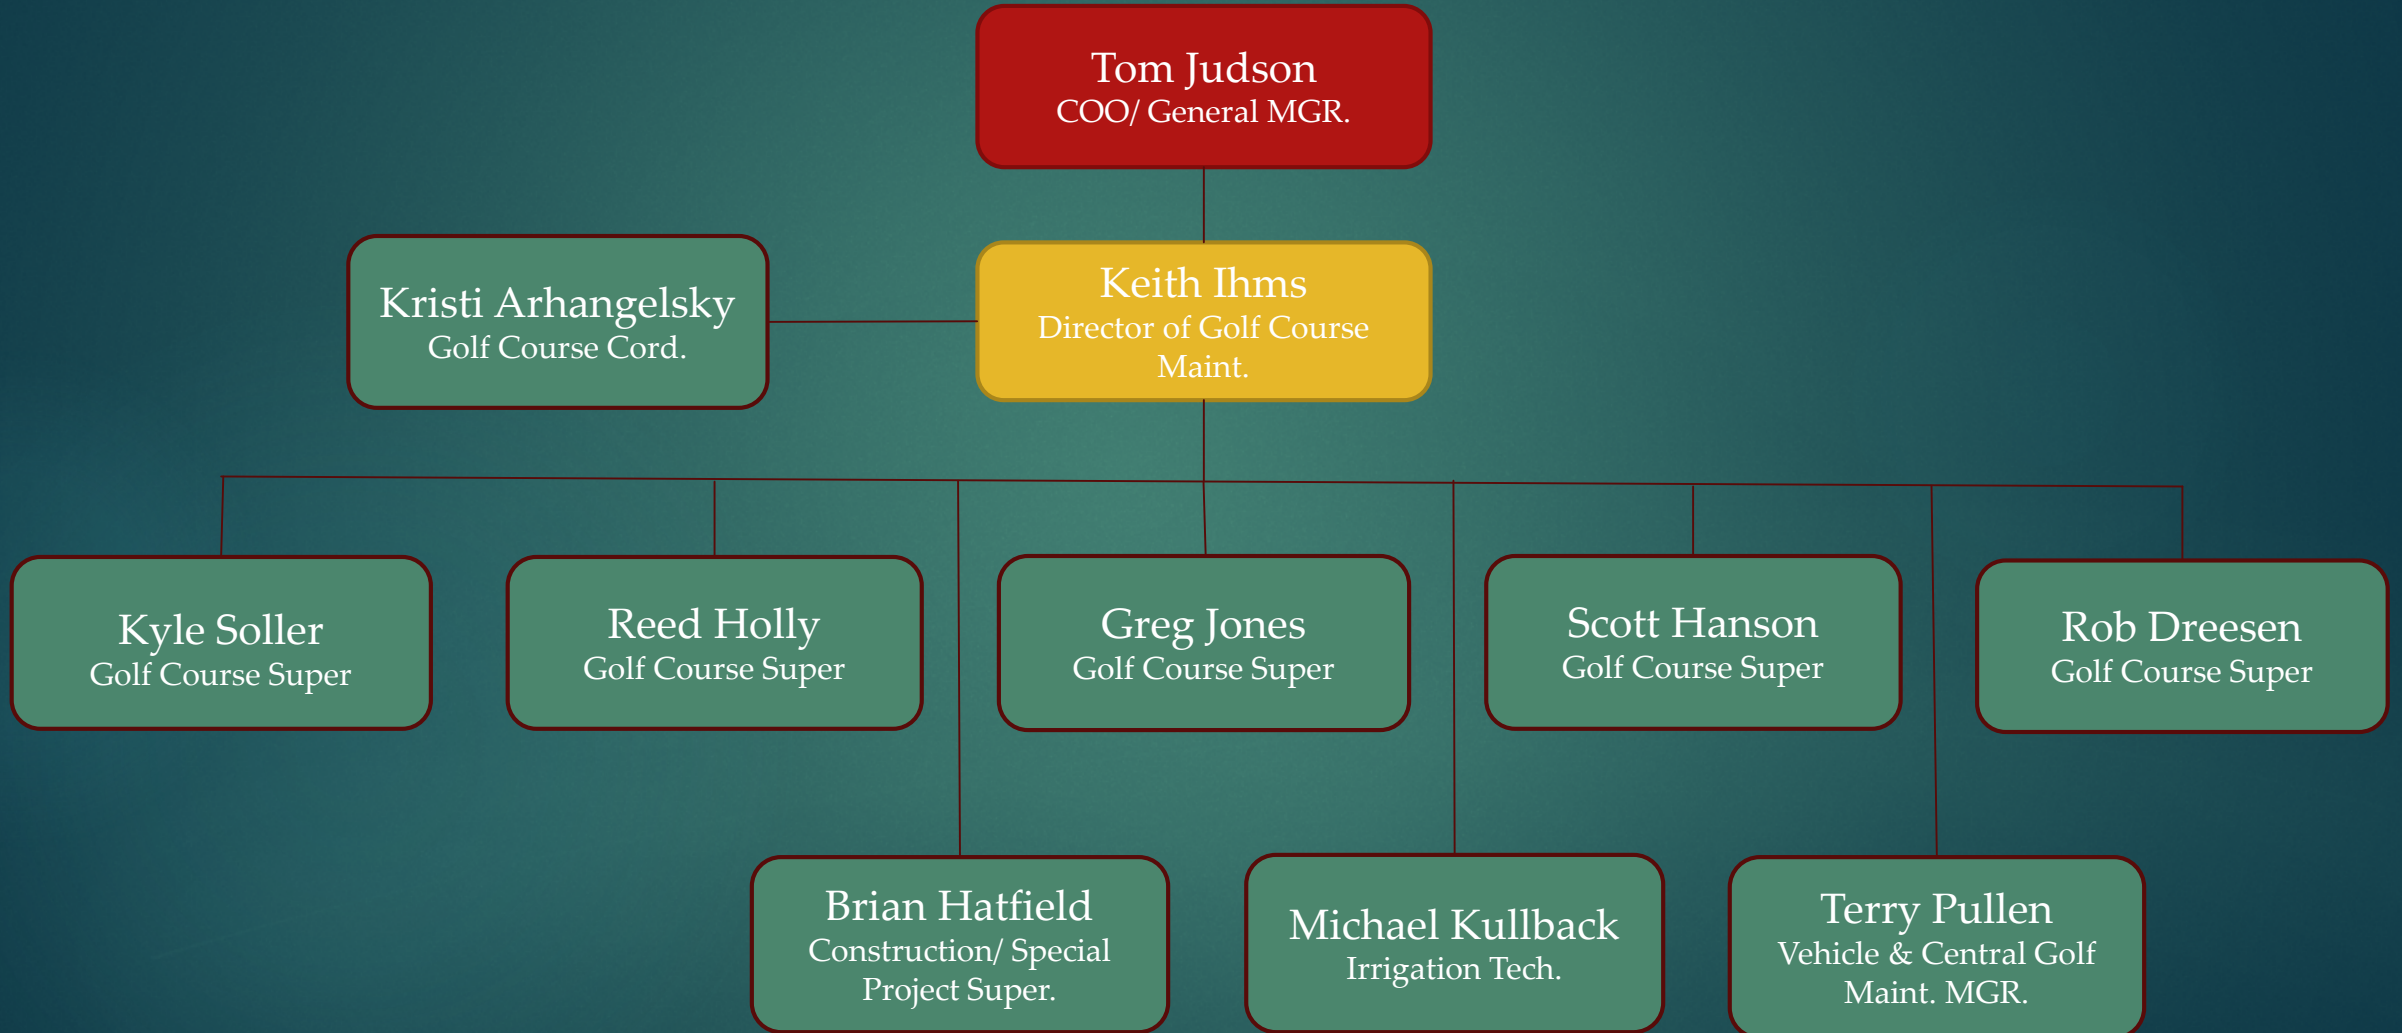 Tom Judson
COO/ General MGR.
Kristi Arhangelsky
Golf Course Cord.
Keith Ihms
Director of Golf Course
Maint.
Kyle Soller
Golf Course Super
Reed Holly
Golf Course Super
Greg Jones
Golf Course Super
Scott Hanson
Golf Course Super
Rob Dreesen
Golf Course Super
Brian Hatfield
Construction/ Special
Project Super.
Michael Kullback
Irrigation Tech.
Terry Pullen
Vehicle & Central Golf
Maint. MGR.